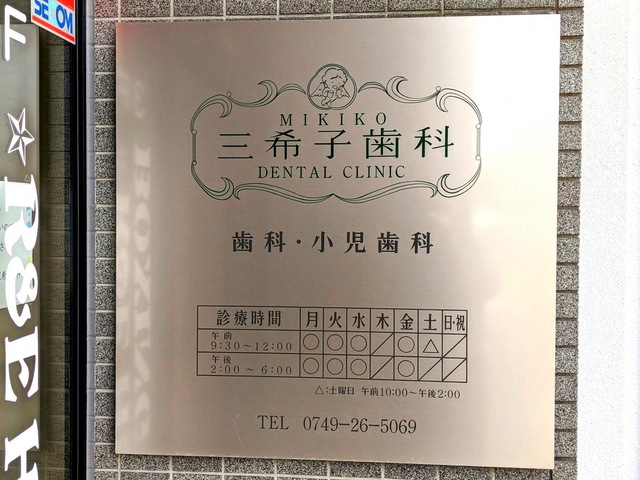 SECOM
MIKIKO
三希子歯科
DENTAL CLINIC
歯科・小児歯科
診療時間 月 火 水 木 金 土 日・祝
午前 9:30～12:00 ○ ○ ○ ／ ○ △ ／
午後 2:00～6:00 ○ ○ ○ ／ ○ ／ ／
△:土曜日 午前10:00～午後2:00
TEL 0749-26-5069